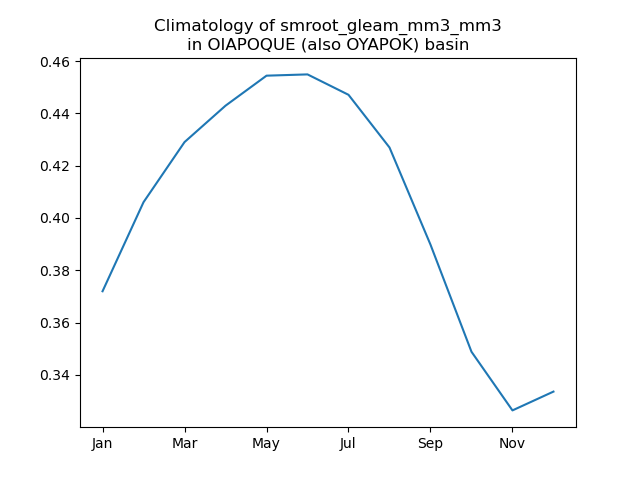 Climatology of smroot_gleam_mm3_mm3
in OIAPOQUE (also OYAPOK) basin
0.46
0.44
0.42
0.40
0.38
0.36
0.34
Jan Mar May Jul Sep Nov